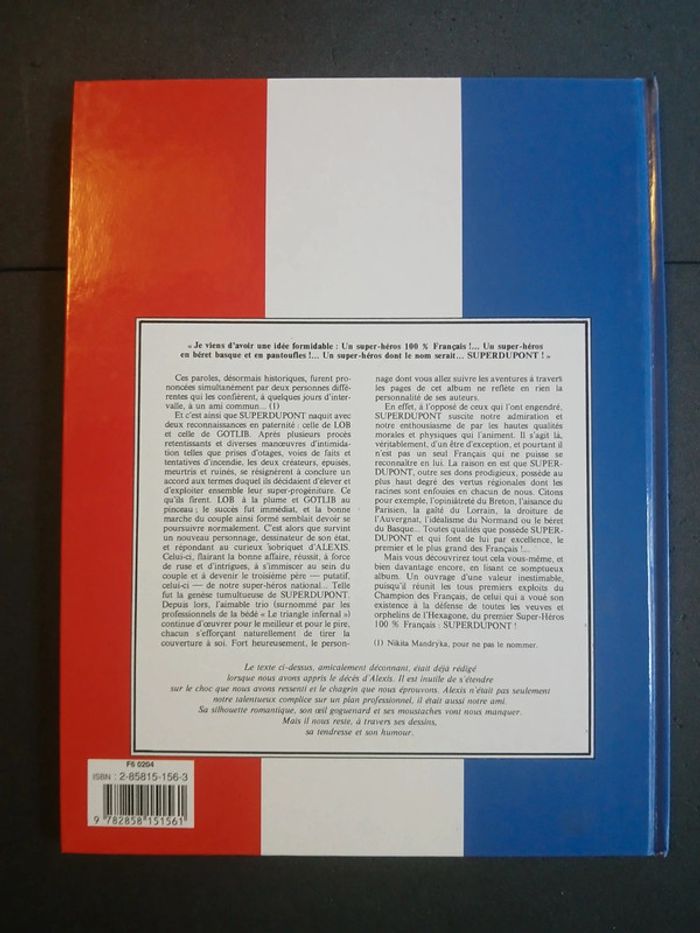 « Je viens d'avoir une idée formidable : Un super-héros 100 % Français !... Un super-héros
en béret basque et en pantoufles !... Un super-héros dont le nom serait... SUPERDUPONT ! »
Ces paroles, désormais historiques, furent pro-
noncées simultanément par deux personnes diffé-
rentes qui les confièrent, à quelques jours d'inter-
valle, à un ami commun... (1)
Et c'est ainsi que SUPERDUPONT naquit avec
deux reconnaissances en paternité : celle de LOB
et celle de GOTLIB. Après plusieurs procès
retentissants et diverses manœuvres d'intimida-
tion telles que prises d'otages, voies de faits et
tentatives d'incendie, les deux créateurs, épuisés,
meurtris et ruinés, se résignèrent à conclure un
accord aux termes duquel ils décidaient d'élever et
d'exploiter ensemble leur super-progéniture. Ce
qu'ils firent. LOB à la plume et GOTLIB au
pinceau ; le succès fut immédiat, et la bonne
marche du couple ainsi formé semblait devoir se
poursuivre normalement. C'est alors que survint
un nouveau personnage, dessinateur de son état,
et répondant au curieux sobriquet d'ALEXIS.
Celui-ci, flairant la bonne affaire, réussit, à force
de ruse et d'intrigues, à s'immiscer au sein du
couple et à devenir le troisième père — putatif,
celui-ci — de notre super-héros national... Telle
fut la genèse tumultueuse de SUPERDUPONT.
Depuis lors, l'aimable trio (surnommé par les
professionnels de la bédé « Le triangle infernal »)
continue d'œuvrer pour le meilleur et pour le pire,
chacun s'efforçant naturellement de tirer la
couverture à soi. Fort heureusement, le person-
nage dont vous allez suivre les aventures à travers
les pages de cet album ne reflète en rien la
personnalité de ses auteurs.
En effet, à l'opposé de ceux qui l'ont engendré,
SUPERDUPONT suscite notre admiration et
notre enthousiasme de par les hautes qualités
morales et physiques qui l'animent. Il s'agit là,
véritablement, d'un être d'exception, et pourtant il
n'est pas un seul Français qui ne puisse se
reconnaître en lui. La raison en est que SUPER-
DUPONT, outre ses dons prodigieux, possède au
plus haut degré des vertus régionales dont les
racines sont enfouies en chacun de nous. Citons
pour exemple, l'opiniâtreté du Breton, l'aisance du
Parisien, la gaîté du Lorrain, la droiture de
l'Auvergnat, l'idéalisme du Normand ou le béret
du Basque... Toutes qualités que possède SUPER-
DUPONT et qui font de lui par excellence, le
premier et le plus grand des Français !...
Mais vous découvrirez tout cela vous-même, et
bien davantage encore, en lisant ce somptueux
album. Un ouvrage d'une valeur inestimable,
puisqu'il réunit les tous premiers exploits du
Champion des Français, de celui qui a voué son
existence à la défense de toutes les veuves et
orphelins de l'Hexagone, du premier Super-Héros
100 % Français : SUPERDUPONT !
(1) Nikita Mandryka, pour ne pas le nommer.
Le texte ci-dessus, amicalement déconnant, était déjà rédigé
lorsque nous avons appris le décès d'Alexis. Il est inutile de s'étendre
sur le choc que nous avons ressenti et le chagrin que nous éprouvons. Alexis n'était pas seulement
notre talentueux complice sur un plan professionnel, il était aussi notre ami.
Sa silhouette romantique, son œil goguenard et ses moustaches vont nous manquer.
Mais il nous reste, à travers ses dessins,
sa tendresse et son humour.
F6 0204
ISBN : 2-85815-156-3
9 782858 151561